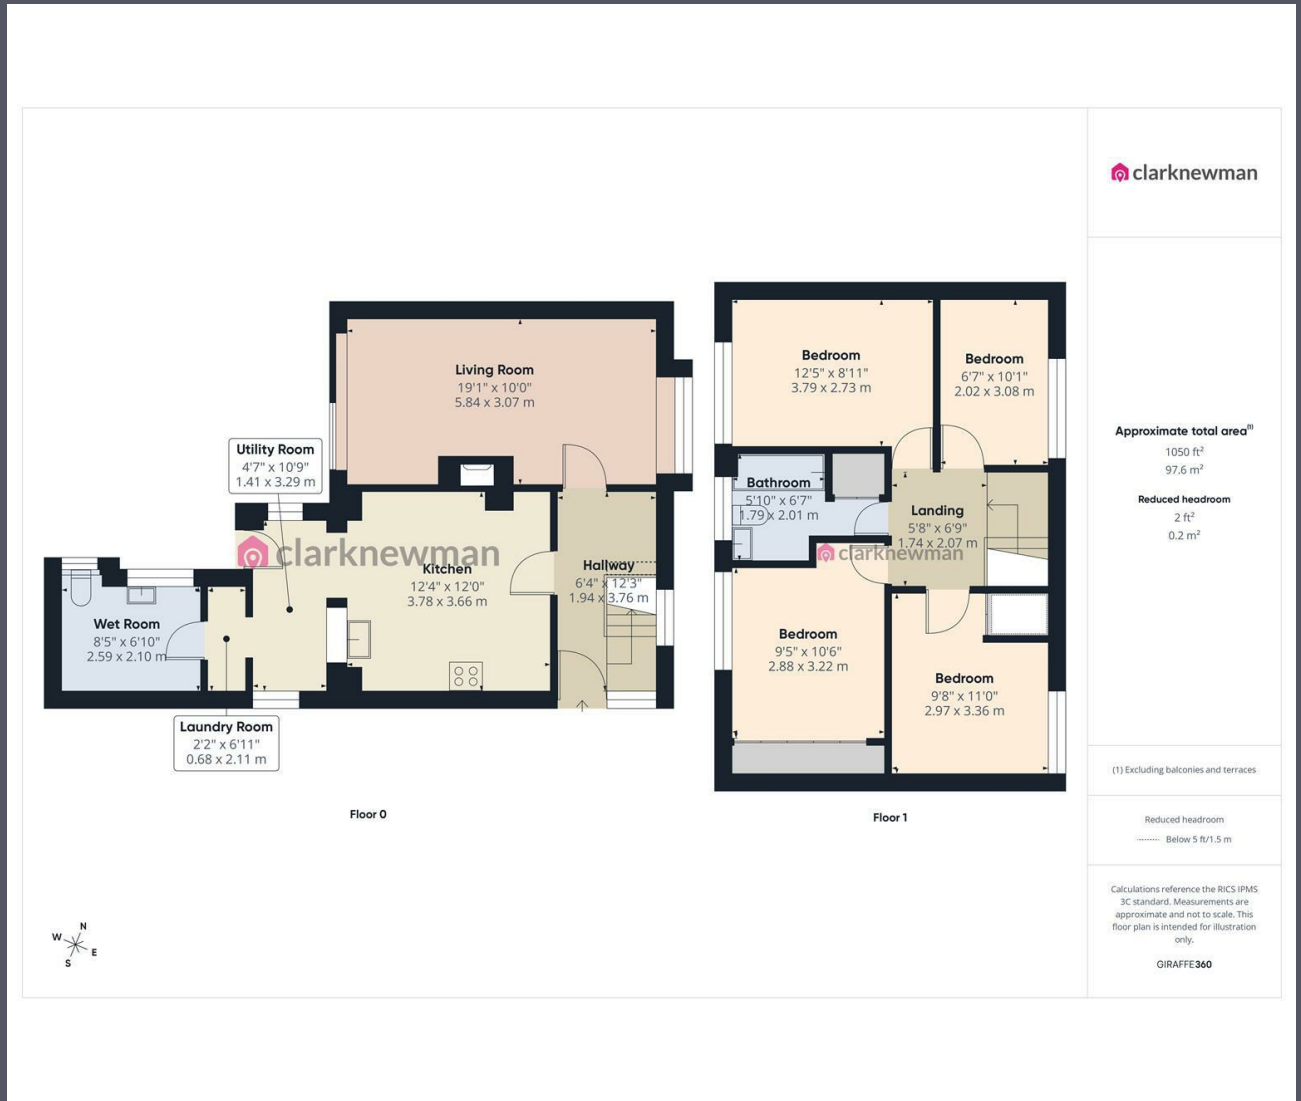 clarknewman
Living Room
19'1" x 10'0"
5.84 x 3.07 m
Utility Room
4'7" x 10'9"
1.41 x 3.29 m
clarknewman
Kitchen
12'4" x 12'0"
3.78 x 3.66 m
Hallway
6'4" x 12'3"
1.94 x 3.76 m
Wet Room
8'5" x 6'10"
2.59 x 2.10 m
Laundry Room
2'2" x 6'11"
0.68 x 2.11 m
Floor 0
Bedroom
12'5" x 8'11"
3.79 x 2.73 m
Bedroom
6'7" x 10'1"
2.02 x 3.08 m
Bathroom
5'10" x 6'7"
1.79 x 2.01 m
Landing
5'8" x 6'9"
1.74 x 2.07 m
clarknewman
Bedroom
9'5" x 10'6"
2.88 x 3.22 m
Bedroom
9'8" x 11'0"
2.97 x 3.36 m
Floor 1
Approximate total area⁽¹⁾
1050 ft²
97.6 m²
Reduced headroom
2 ft²
0.2 m²
(1) Excluding balconies and terraces
Reduced headroom
Below 5 ft/1.5 m
Calculations reference the RICS IPMS
3C standard. Measurements are
approximate and not to scale. This
floor plan is intended for illustration
only.
GIRAFFE360
N
W
E
S